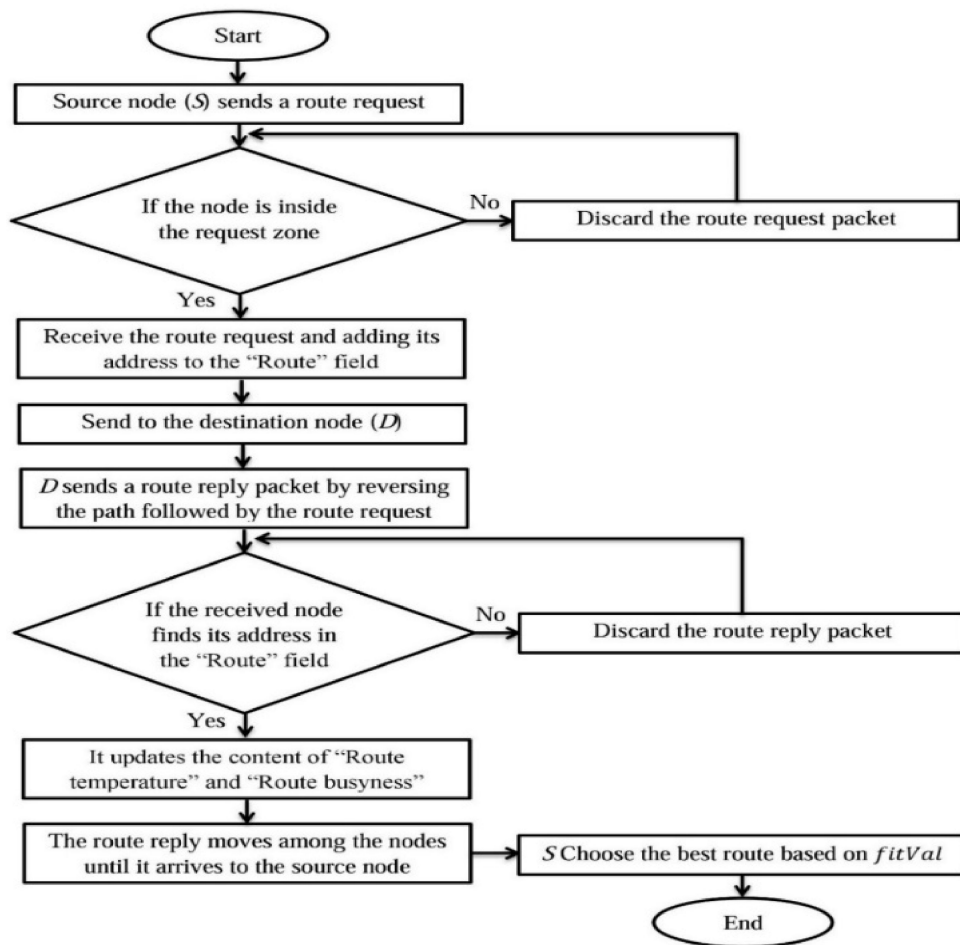 Start
Source node (S) sends a route request
If the node is inside
the request zone
No
Discard the route request packet
Yes
Receive the route request and adding its
address to the “Route” field
Send to the destination node (D)
D sends a route reply packet by reversing
the path followed by the route request
If the received node
finds its address in
the “Route” field
No
Discard the route reply packet
Yes
It updates the content of “Route
temperature” and “Route busyness”
The route reply moves among the nodes
until it arrives to the source node
S Choose the best route based on fitVal
End